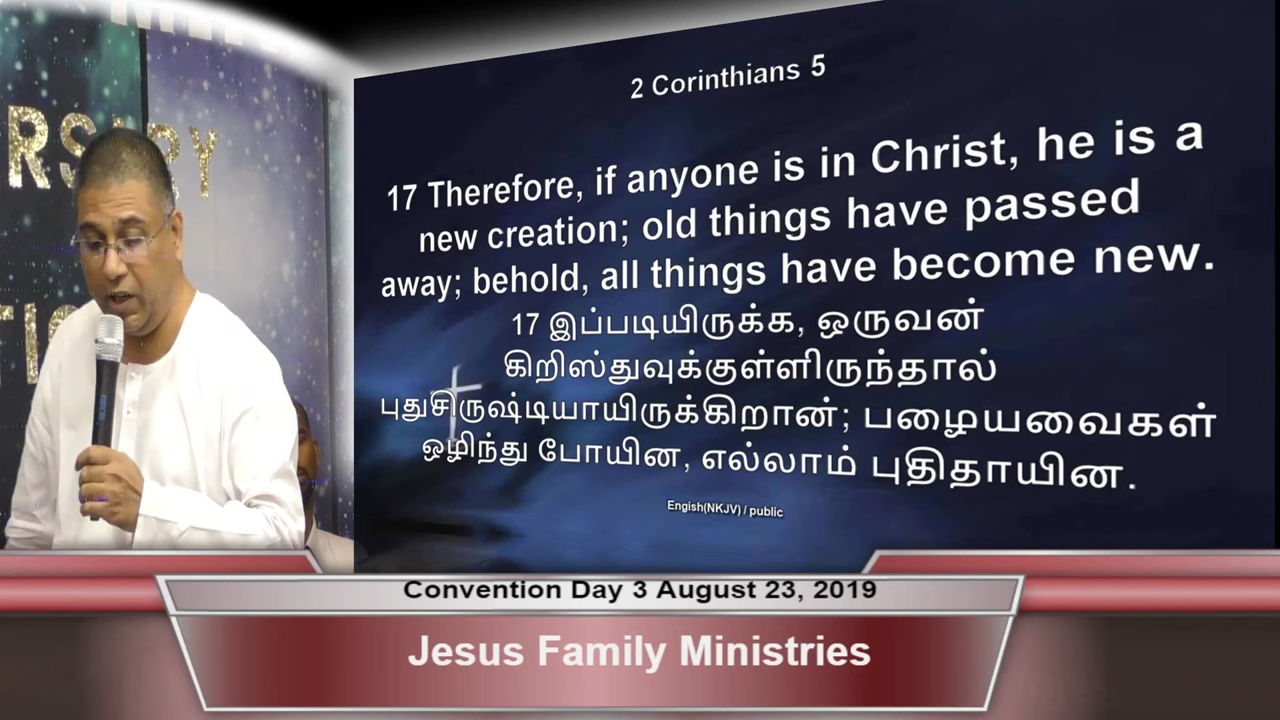 2 Corinthians 5
17 Therefore, if anyone is in Christ, he is a
new creation; old things have passed
away; behold, all things have become new.
17 இப்படியிருக்க, ஒருவன்
கிறிஸ்துவுக்குள்ளிருந்தால்
புதுசிருஷ்டியாயிருக்கிறான்; பழையவைகள்
ஒழிந்து போயின, எல்லாம் புதிதாயின.
Engish(NKJV) / public
Convention Day 3 August 23, 2019
Jesus Family Ministries